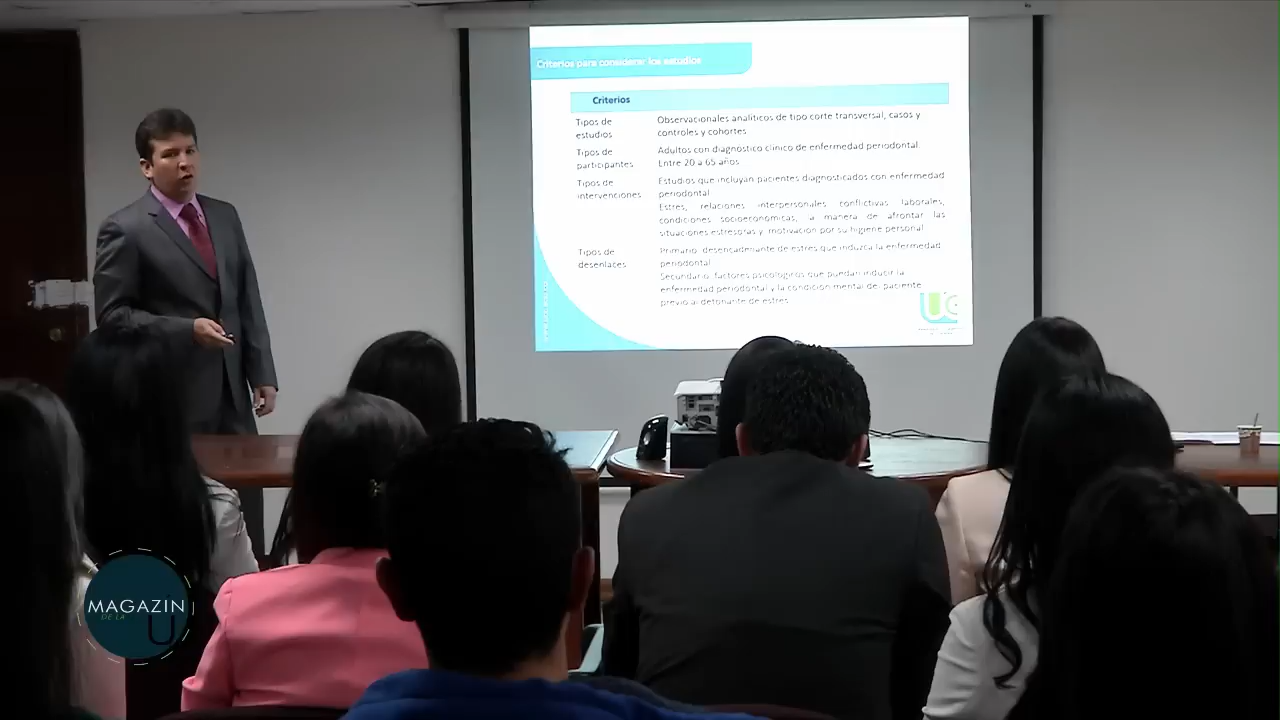 Criterios para considerar los estudios
Criterios
Tipos de
estudios
Observacionales analíticos de tipo corte transversal, casos y
controles y cohortes
Tipos de
participantes
Adultos con diagnóstico clínico de enfermedad periodontal.
Entre 20 a 65 años
Tipos de
intervenciones
Estudios que incluyan pacientes diagnosticados con enfermedad
periodontal
Estrés, relaciones interpersonales conflictivas laborales,
condiciones socioeconómicas, la manera de afrontar las
situaciones estresoras y motivación por su higiene personal
Tipos de
desenlaces
Primario: desencadenante de estrés que induzca la enfermedad
periodontal
Secundario: factores psicológicos que puedan inducir la
enfermedad periodontal y la condición mental del paciente
previo al detonante de estrés
MAGAZIN
DE LA
U